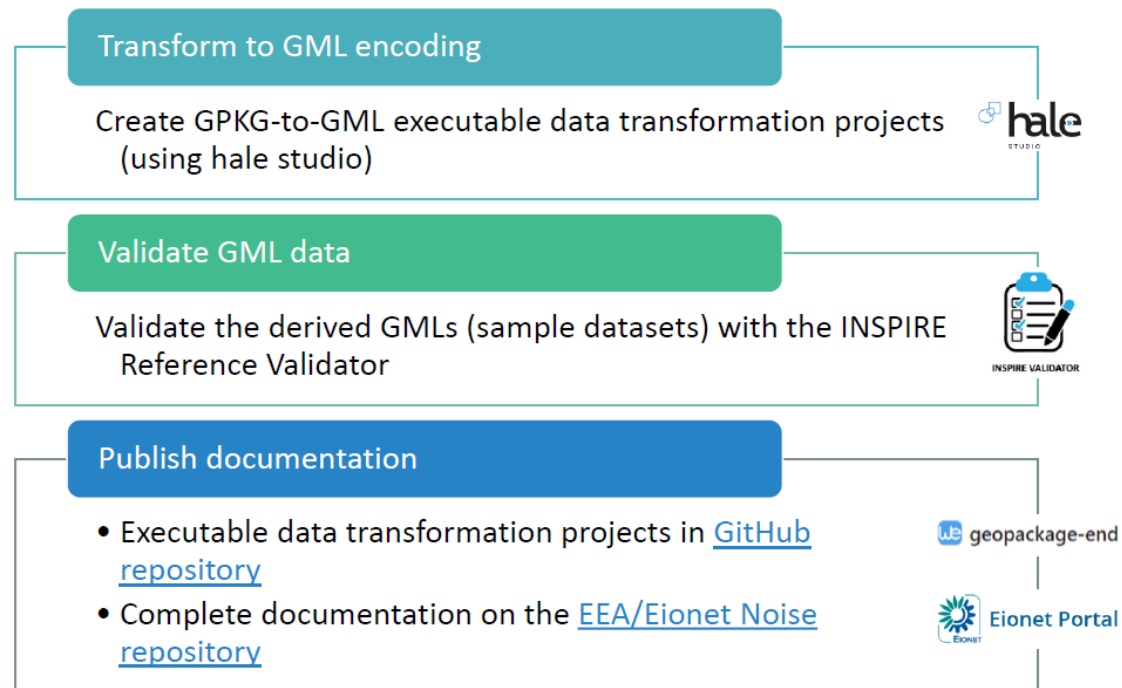 Transform to GML encoding
Create GPKG-to-GML executable data transformation projects
(using hale studio)
hale
STUDIO
Validate GML data
Validate the derived GMLs (sample datasets) with the INSPIRE
Reference Validator
INSPIRE VALIDATOR
Publish documentation
• Executable data transformation projects in GitHub
repository
we geopackage-end
• Complete documentation on the EEA/Eionet Noise
repository
EIONET
Eionet Portal